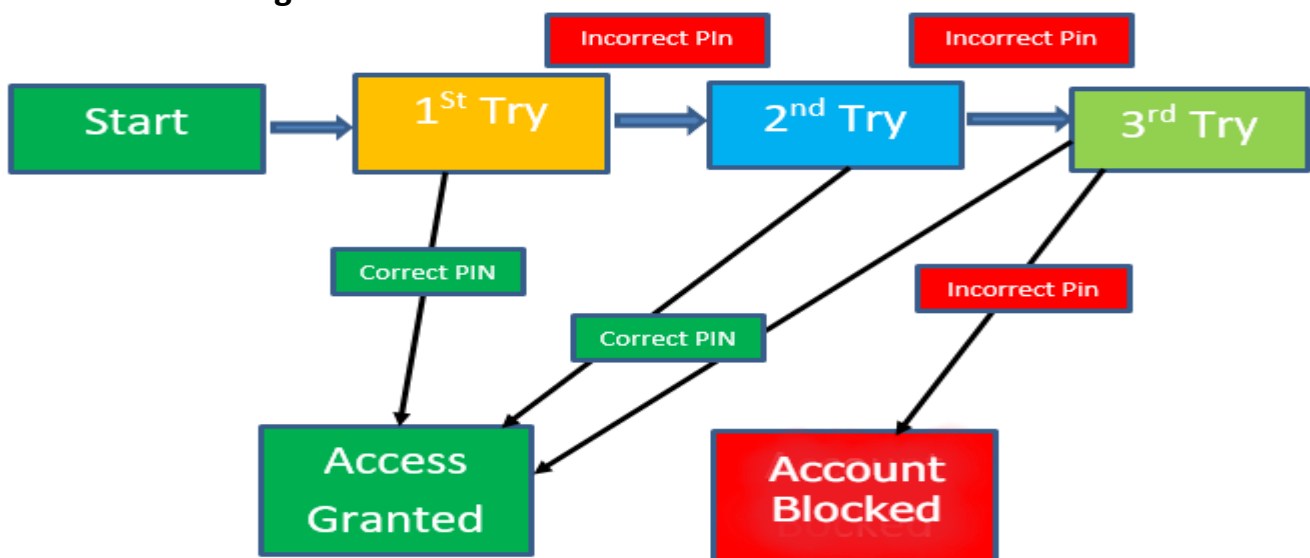 Incorrect PIn
Incorrect Pin
Start
1St Try
2nd Try
3rd Try
Correct PIN
Incorrect Pin
Correct PIN
Access
Granted
Account
Blocked